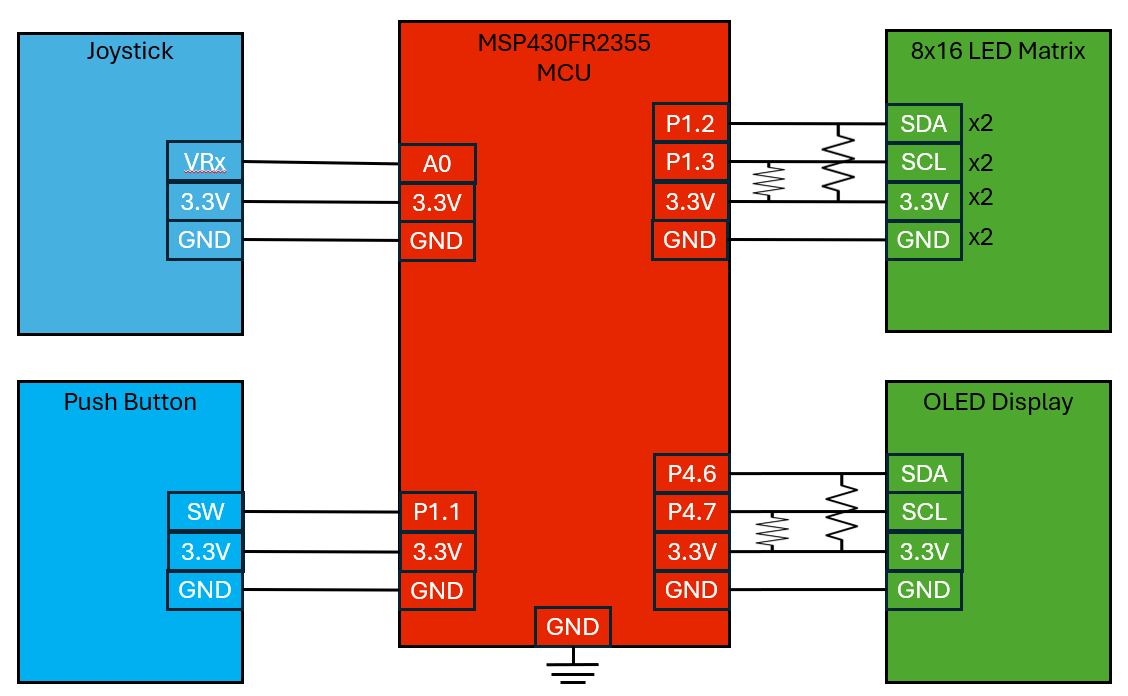 Joystick
VRx
3.3V
GND
MSP430FR2355
MCU
A0
3.3V
GND
P1.2
P1.3
3.3V
GND
8x16 LED Matrix
SDA x2
SCL x2
3.3V x2
GND x2
Push Button
SW
3.3V
GND
P1.1
3.3V
GND
P4.6
P4.7
3.3V
GND
GND
OLED Display
SDA
SCL
3.3V
GND